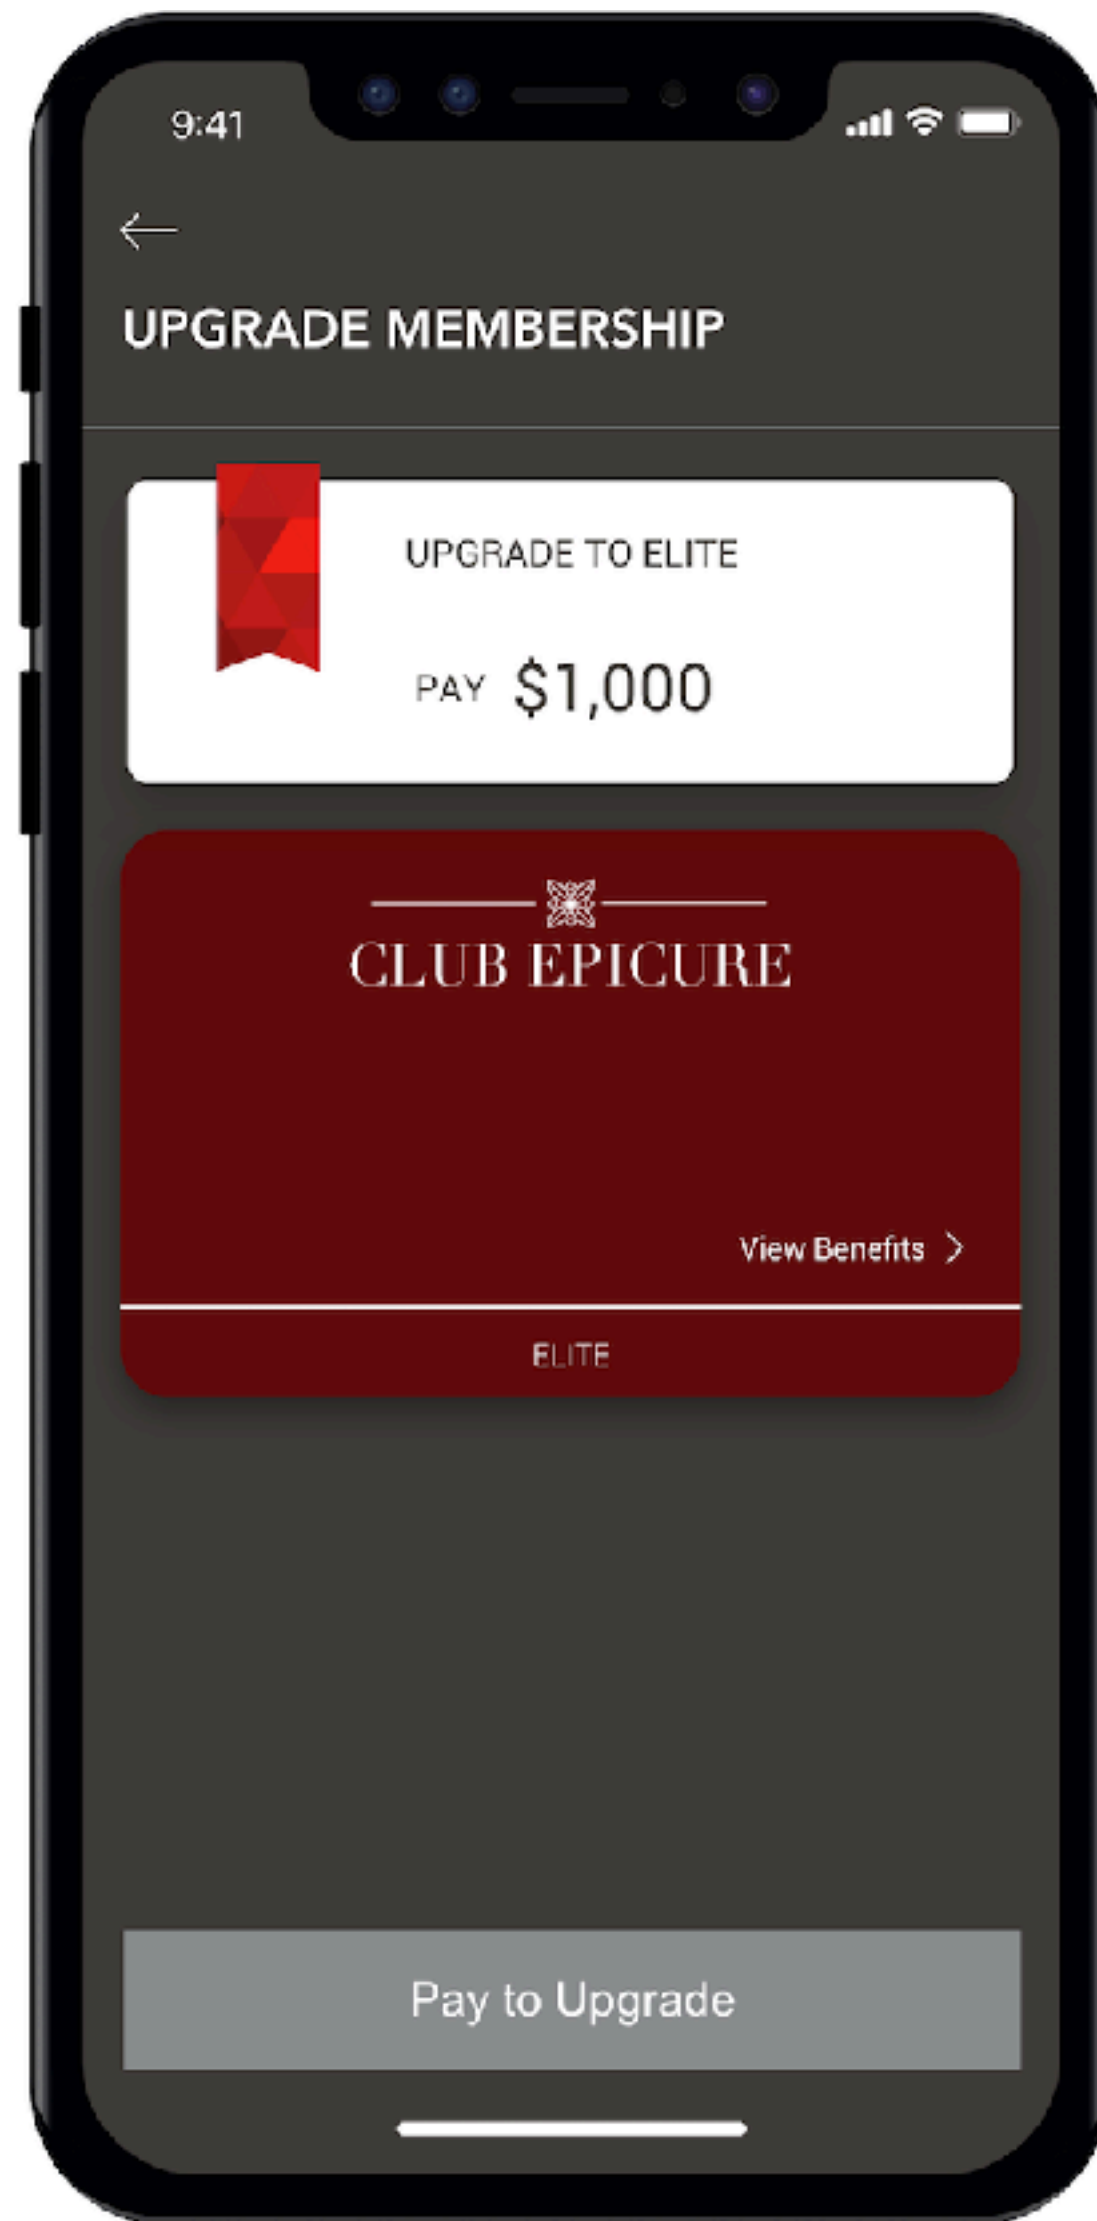 9:41
UPGRADE MEMBERSHIP
UPGRADE TO ELITE
PAY $1,000
CLUB EPICURE
View Benefits
ELITE
Pay to Upgrade